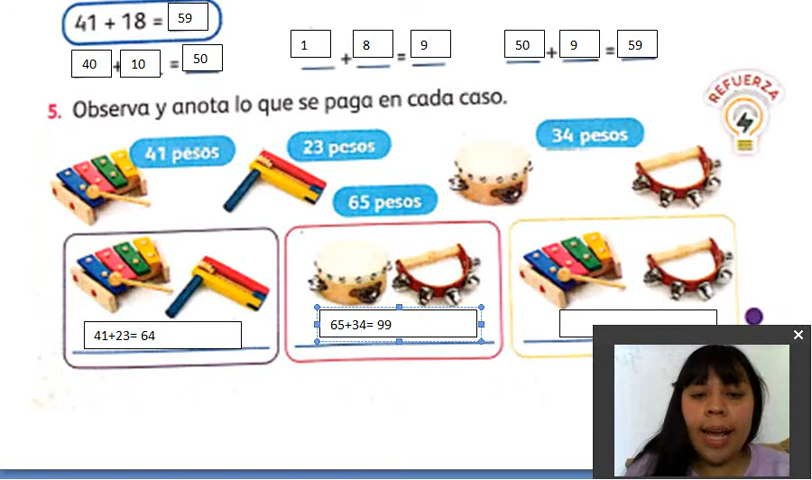 41 + 18 = 59
40 + 10 = 50
1 + 8 = 9
50 + 9 = 59
5. Observa y anota lo que se paga en cada caso.
REFUERZA
41 pesos
23 pesos
34 pesos
65 pesos
41+23= 64
65+34= 99